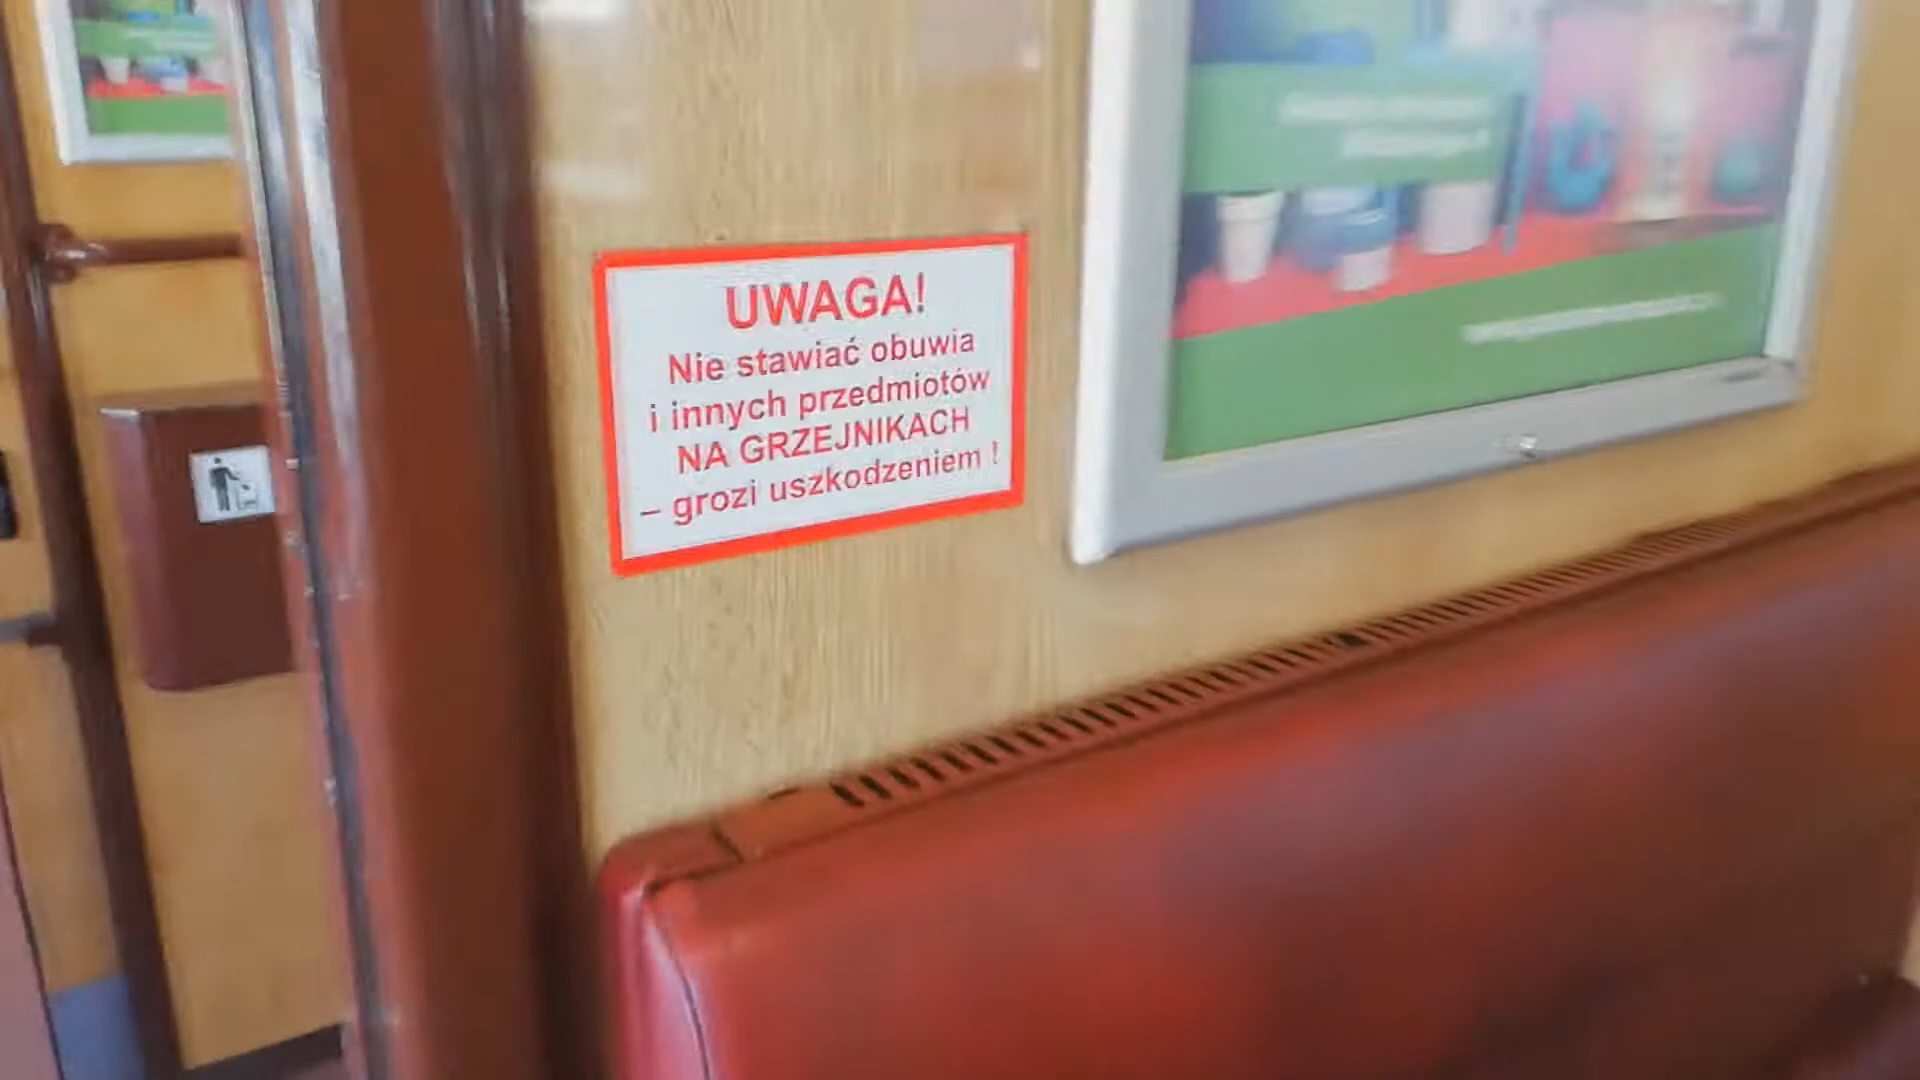 UWAGA!
Nie stawiać obuwia
i innych przedmiotów
NA GRZEJNIKACH
– grozi uszkodzeniem !